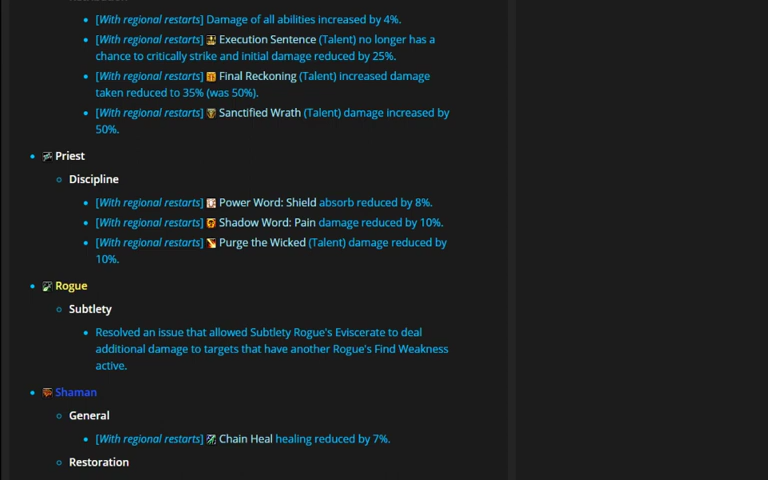 [With regional restarts] Damage of all abilities increased by 4%.
[With regional restarts] Execution Sentence (Talent) no longer has a
chance to critically strike and initial damage reduced by 25%.
[With regional restarts] Final Reckoning (Talent) increased damage
taken reduced to 35% (was 50%).
[With regional restarts] Sanctified Wrath (Talent) damage increased by
50%.
Priest
Discipline
[With regional restarts] Power Word: Shield absorb reduced by 8%.
[With regional restarts] Shadow Word: Pain damage reduced by 10%.
[With regional restarts] Purge the Wicked (Talent) damage reduced by
10%.
Rogue
Subtlety
Resolved an issue that allowed Subtlety Rogue's Eviscerate to deal
additional damage to targets that have another Rogue's Find Weakness
active.
Shaman
General
[With regional restarts] Chain Heal healing reduced by 7%.
Restoration